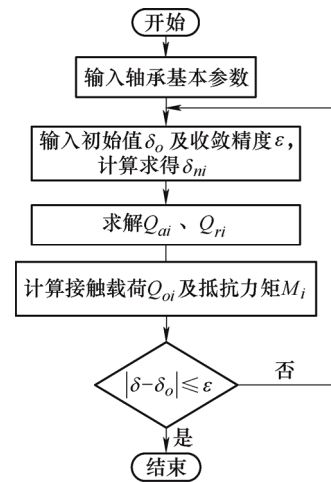 开始
输入轴承基本参数
输入初始值δo及收敛精度ε,
计算求得δni
求解Qai、Qri
计算接触载荷Qoi及抵抗力矩Mi
|δ-δo|≤ε
否
是
结束